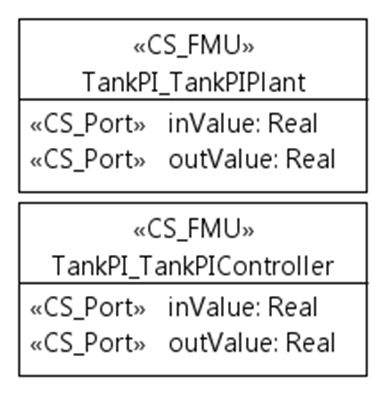 «CS_FMU»
TankPI_TankPIPlant
«CS_Port» inValue: Real
«CS_Port» outValue: Real
«CS_FMU»
TankPI_TankPIController
«CS_Port» inValue: Real
«CS_Port» outValue: Real